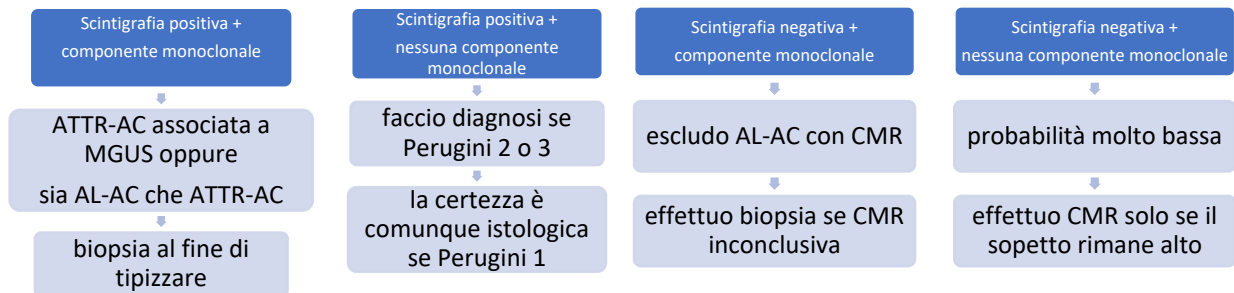 Scintigrafia positiva +
componente monoclonale
ATTR-AC associata a
MGUS oppure
sia AL-AC che ATTR-AC
biopsia al fine di
tipizzare
Scintigrafia positiva +
nessuna componente
monoclonale
faccio diagnosi se
Perugini 2 o 3
la certezza è
comunque istologica
se Perugini 1
Scintigrafia negativa +
componente monoclonale
escludo AL-AC con CMR
effettuo biopsia se CMR
inconclusiva
Scintigrafia negativa +
nessuna componente monoclonale
probabilità molto bassa
effettuo CMR solo se il
sopetto rimane alto